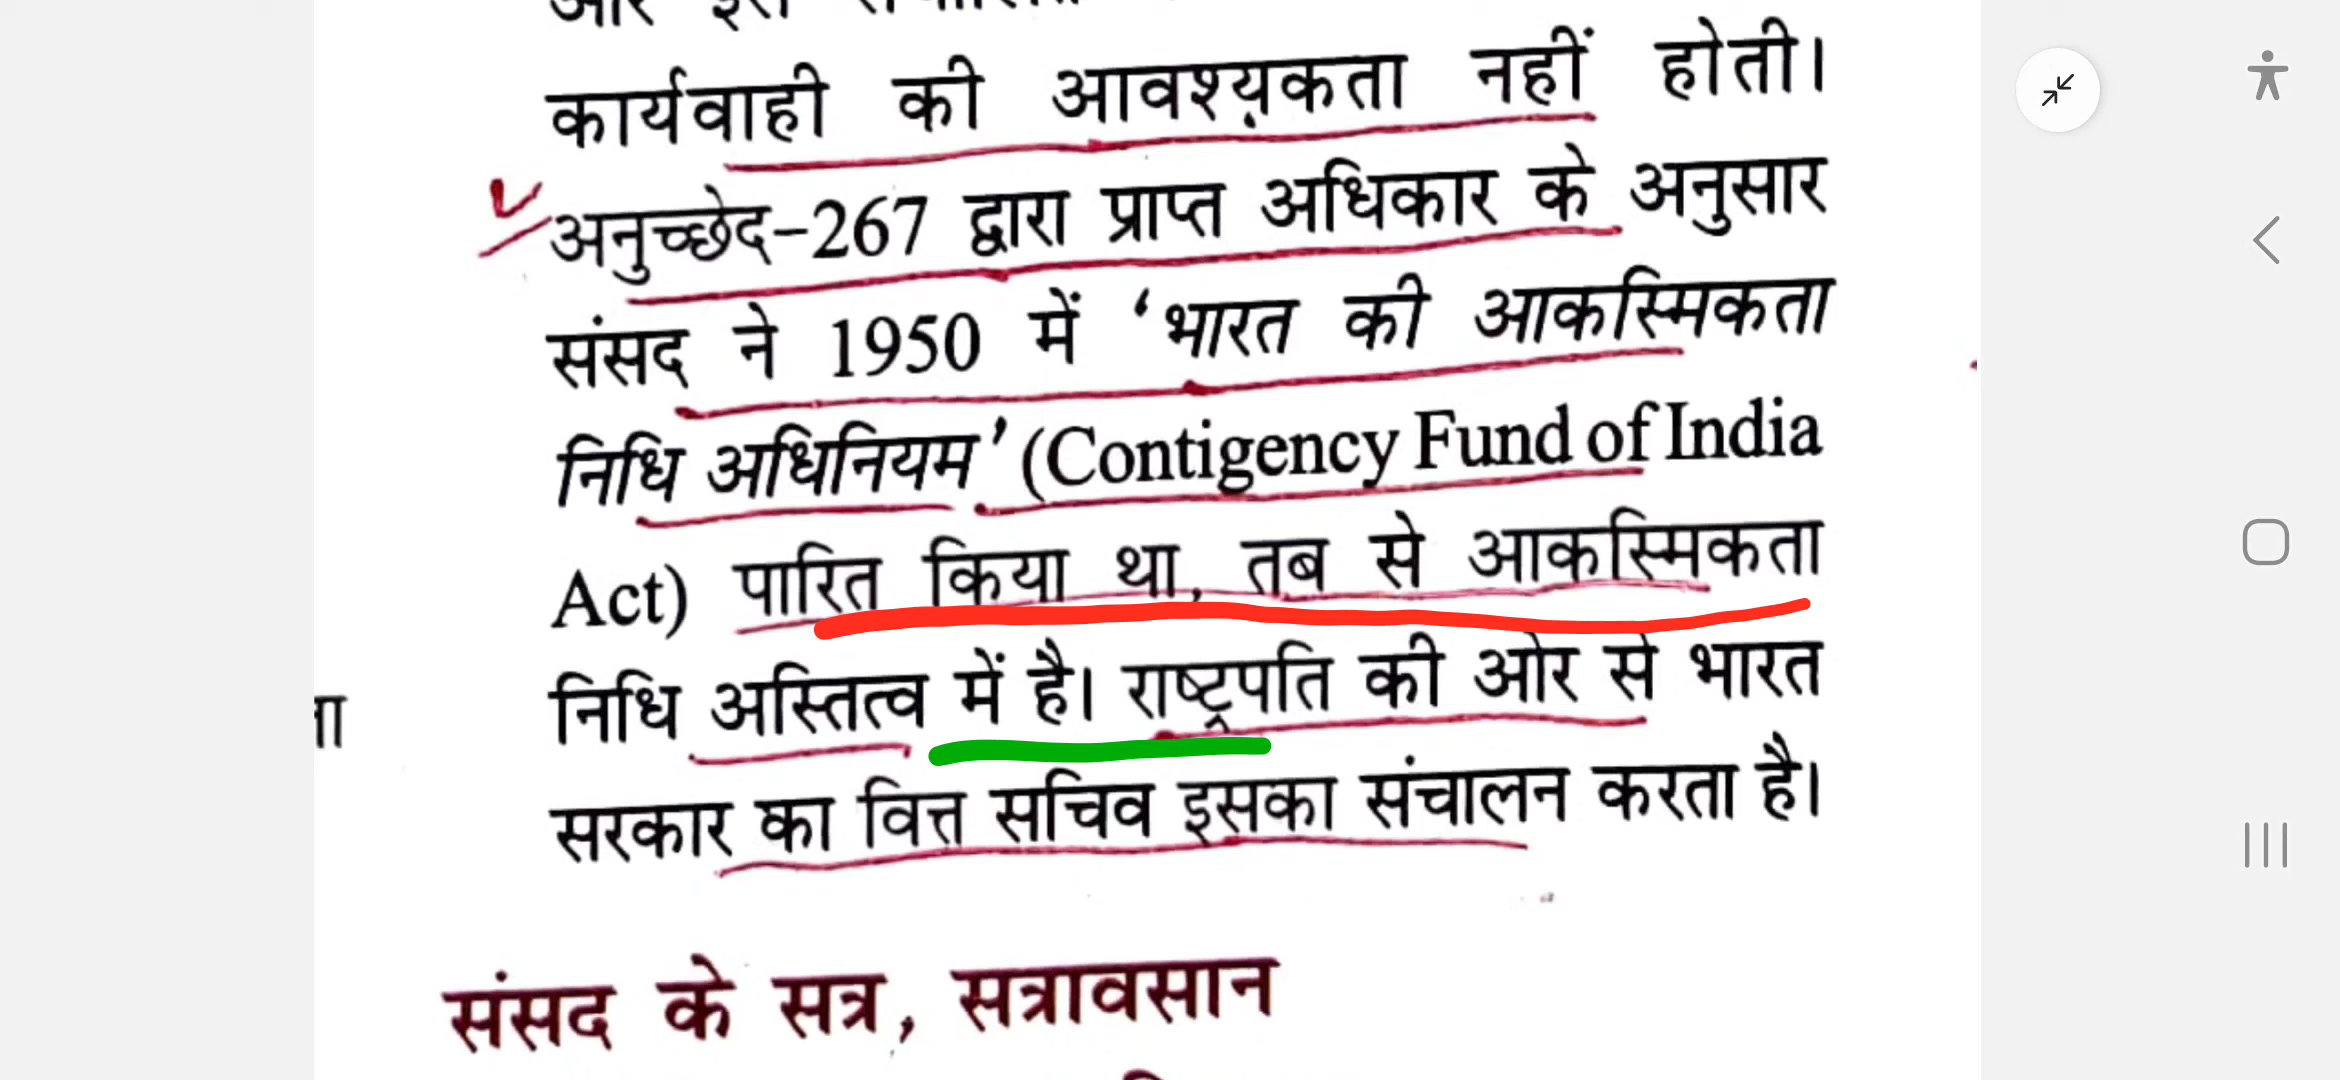 कार्यवाही की आवश्यकता नहीं होती।
अनुच्छेद–267 द्वारा प्राप्त अधिकार के अनुसार
संसद ने 1950 में ‘भारत की आकस्मिकता
निधि अधिनियम’ (Contigency Fund of India
Act) पारित किया था, तब से आकस्मिकता
निधि अस्तित्व में है। राष्ट्रपति की ओर से भारत
सरकार का वित्त सचिव इसका संचालन करता है।
संसद के सत्र, सत्रावसान